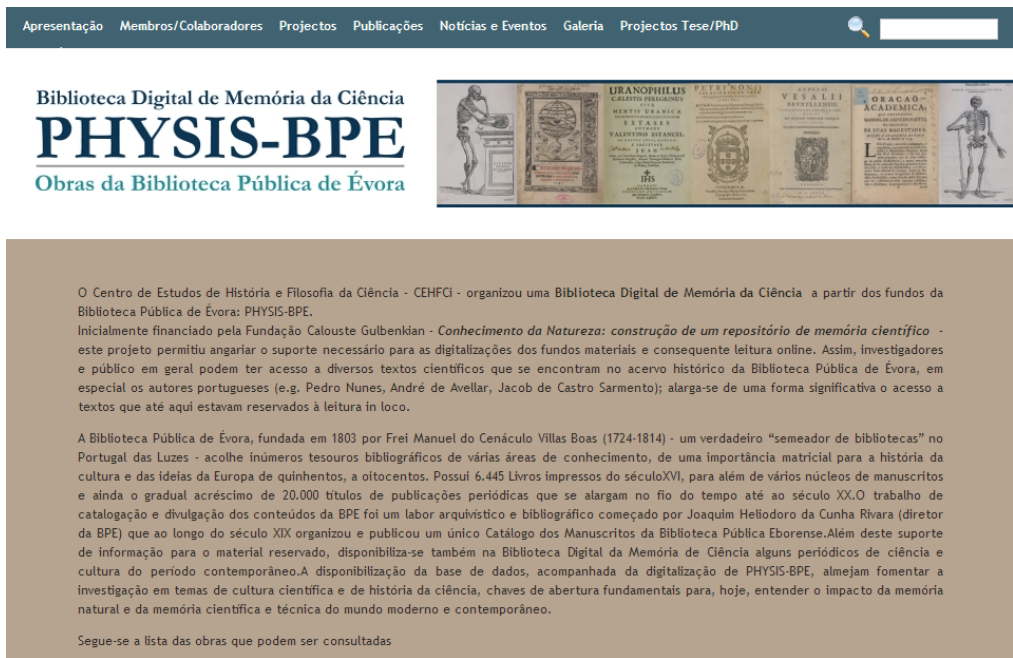 Apresentação Membros/Colaboradores Projectos Publicações Notícias e Eventos Galeria Projectos Tese/PhD
Biblioteca Digital de Memória da Ciência
PHYSIS-BPE
Obras da Biblioteca Pública de Évora
URANOPHILUS
CÆLESTIS PEREGRINUS
MENTIS URANICÆ
EXTASES
VALENTINO ESTANCEL
IHS
VESALII
ORAÇAÕ
ACADEMICA,
O Centro de Estudos de História e Filosofia da Ciência - CEHFCi - organizou uma Biblioteca Digital de Memória da Ciência a partir dos fundos da
Biblioteca Pública de Évora: PHYSIS-BPE.
Inicialmente financiado pela Fundação Calouste Gulbenkian - Conhecimento da Natureza: construção de um repositório de memória científico -
este projeto permitiu angariar o suporte necessário para as digitalizações dos fundos materiais e consequente leitura online. Assim, investigadores
e público em geral podem ter acesso a diversos textos científicos que se encontram no acervo histórico da Biblioteca Pública de Évora, em
especial os autores portugueses (e.g. Pedro Nunes, André de Avellar, Jacob de Castro Sarmento); alarga-se de uma forma significativa o acesso a
textos que até aqui estavam reservados à leitura in loco.
A Biblioteca Pública de Évora, fundada em 1803 por Frei Manuel do Cenáculo Villas Boas (1724-1814) - um verdadeiro “semeador de bibliotecas” no
Portugal das Luzes - acolhe inúmeros tesouros bibliográficos de várias áreas de conhecimento, de uma importância matricial para a história da
cultura e das ideias da Europa de quinhentos, a oitocentos. Possui 6.445 Livros impressos do séculoXVI, para além de vários núcleos de manuscritos
e ainda o gradual acréscimo de 20.000 títulos de publicações periódicas que se alargam no fio do tempo até ao século XX.O trabalho de
catalogação e divulgação dos conteúdos da BPE foi um labor arquivístico e bibliográfico começado por Joaquim Heliodoro da Cunha Rivara (diretor
da BPE) que ao longo do século XIX organizou e publicou um único Catálogo dos Manuscritos da Biblioteca Pública Eborense.Além deste suporte
de informação para o material reservado, disponibiliza-se também na Biblioteca Digital da Memória de Ciência alguns periódicos de ciência e
cultura do período contemporâneo.A disponibilização da base de dados, acompanhada da digitalização de PHYSIS-BPE, almejam fomentar a
investigação em temas de cultura científica e de história da ciência, chaves de abertura fundamentais para, hoje, entender o impacto da memória
natural e da memória científica e técnica do mundo moderno e contemporâneo.
Segue-se a lista das obras que podem ser consultadas